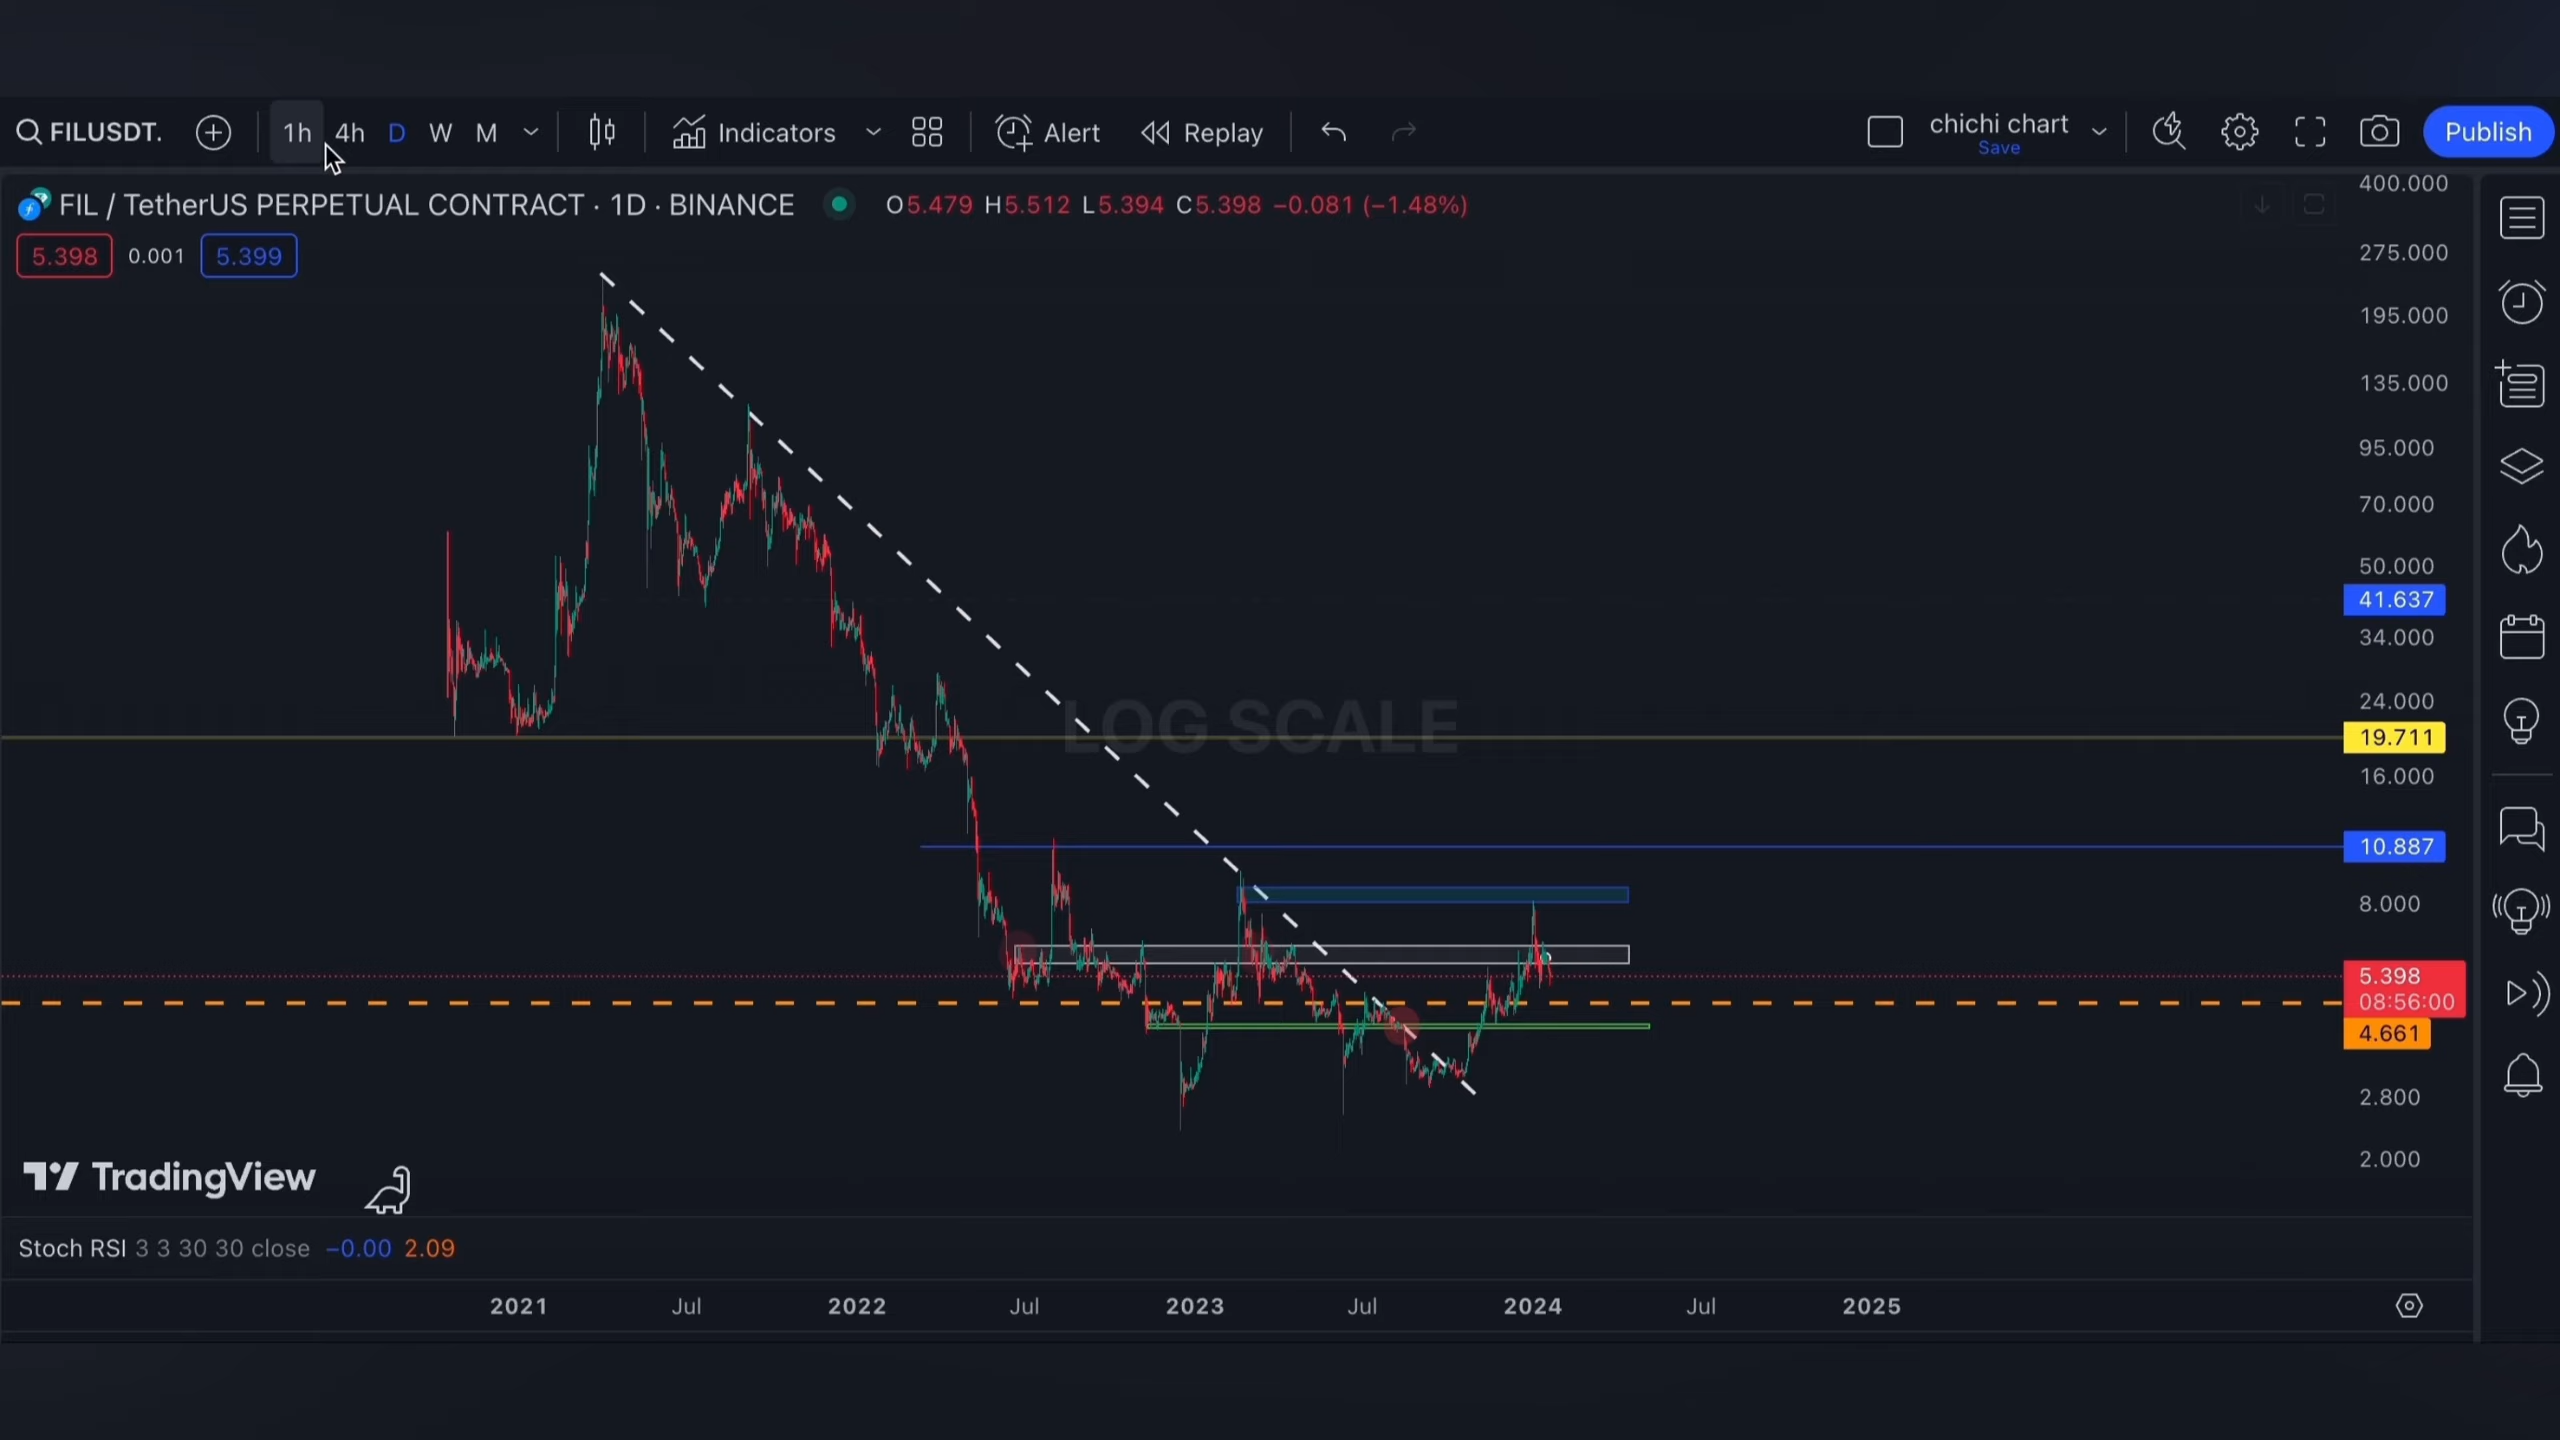 FILUSDT. 1h 4h D W M Indicators Alert Replay chichi chart Publish
Save
FIL / TetherUS PERPETUAL CONTRACT · 1D · BINANCE O5.479 H5.512 L5.394 C5.398 −0.081 (−1.48%)
5.398 0.001 5.399
400.000
275.000
195.000
135.000
95.000
70.000
50.000
41.637
34.000
24.000
LOG SCALE
19.711
16.000
10.887
8.000
5.398
08:56:00
4.661
2.800
2.000
TradingView
Stoch RSI 3 3 30 30 close −0.00 2.09
2021 Jul 2022 Jul 2023 Jul 2024 Jul 2025